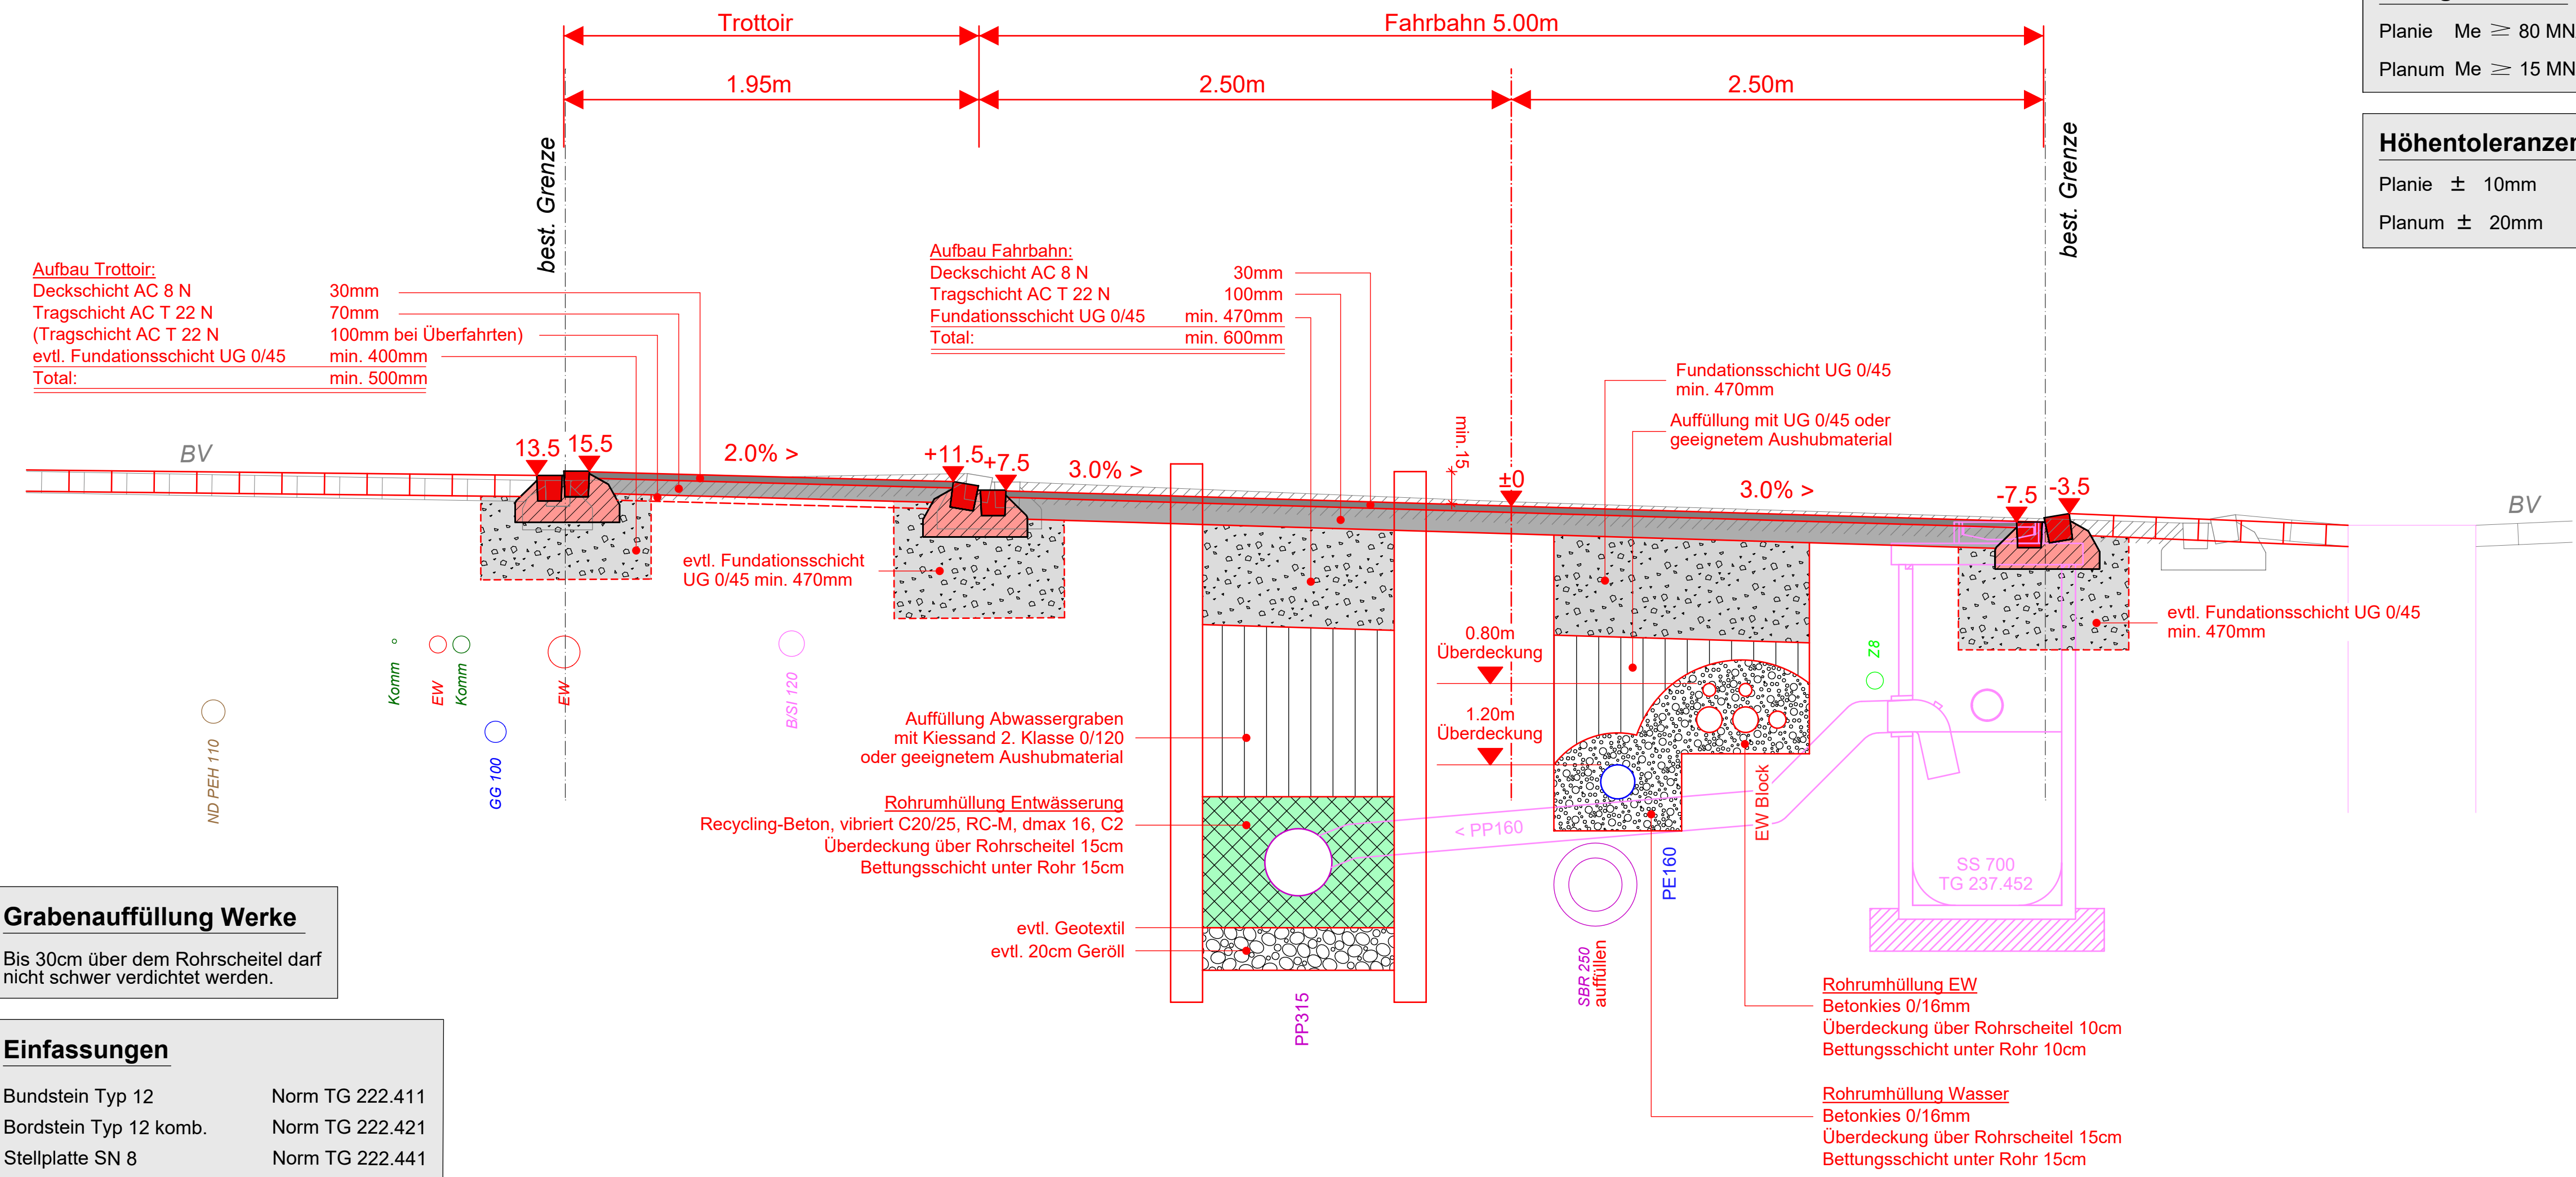 Trottoir
Fahrbahn 5.00m
1.95m
2.50m
2.50m
best. Grenze
best. Grenze
Planie Me ≥ 80 MN
Planum Me ≥ 15 MN
Höhentoleranzen
Planie ± 10mm
Planum ± 20mm
Aufbau Trottoir:
Deckschicht AC 8 N 30mm
Tragschicht AC T 22 N 70mm
(Tragschicht AC T 22 N 100mm bei Überfahrten)
evtl. Fundationsschicht UG 0/45 min. 400mm
Total: min. 500mm
Aufbau Fahrbahn:
Deckschicht AC 8 N 30mm
Tragschicht AC T 22 N 100mm
Fundationsschicht UG 0/45 min. 470mm
Total: min. 600mm
Fundationsschicht UG 0/45
min. 470mm
Auffüllung mit UG 0/45 oder
geeignetem Aushubmaterial
BV
13.5
15.5
2.0% >
+11.5
+7.5
3.0% >
min.15
±0
3.0% >
-7.5
-3.5
BV
evtl. Fundationsschicht
UG 0/45 min. 470mm
evtl. Fundationsschicht UG 0/45
min. 470mm
0.80m
Überdeckung
1.20m
Überdeckung
ND PEH 110
Komm
EW
Komm
GG 100
EW
B/SI 120
Z8
Auffüllung Abwassergraben
mit Kiessand 2. Klasse 0/120
oder geeignetem Aushubmaterial
Rohrumhüllung Entwässerung
Recycling-Beton, vibriert C20/25, RC-M, dmax 16, C2
Überdeckung über Rohrscheitel 15cm
Bettungsschicht unter Rohr 15cm
evtl. Geotextil
evtl. 20cm Geröll
PP315
< PP160
SBR 250
auffüllen
PE160
EW Block
SS 700
TG 237.452
Rohrumhüllung EW
Betonkies 0/16mm
Überdeckung über Rohrscheitel 10cm
Bettungsschicht unter Rohr 10cm
Rohrumhüllung Wasser
Betonkies 0/16mm
Überdeckung über Rohrscheitel 15cm
Bettungsschicht unter Rohr 15cm
Grabenauffüllung Werke
Bis 30cm über dem Rohrscheitel darf
nicht schwer verdichtet werden.
Einfassungen
Bundstein Typ 12 Norm TG 222.411
Bordstein Typ 12 komb. Norm TG 222.421
Stellplatte SN 8 Norm TG 222.441